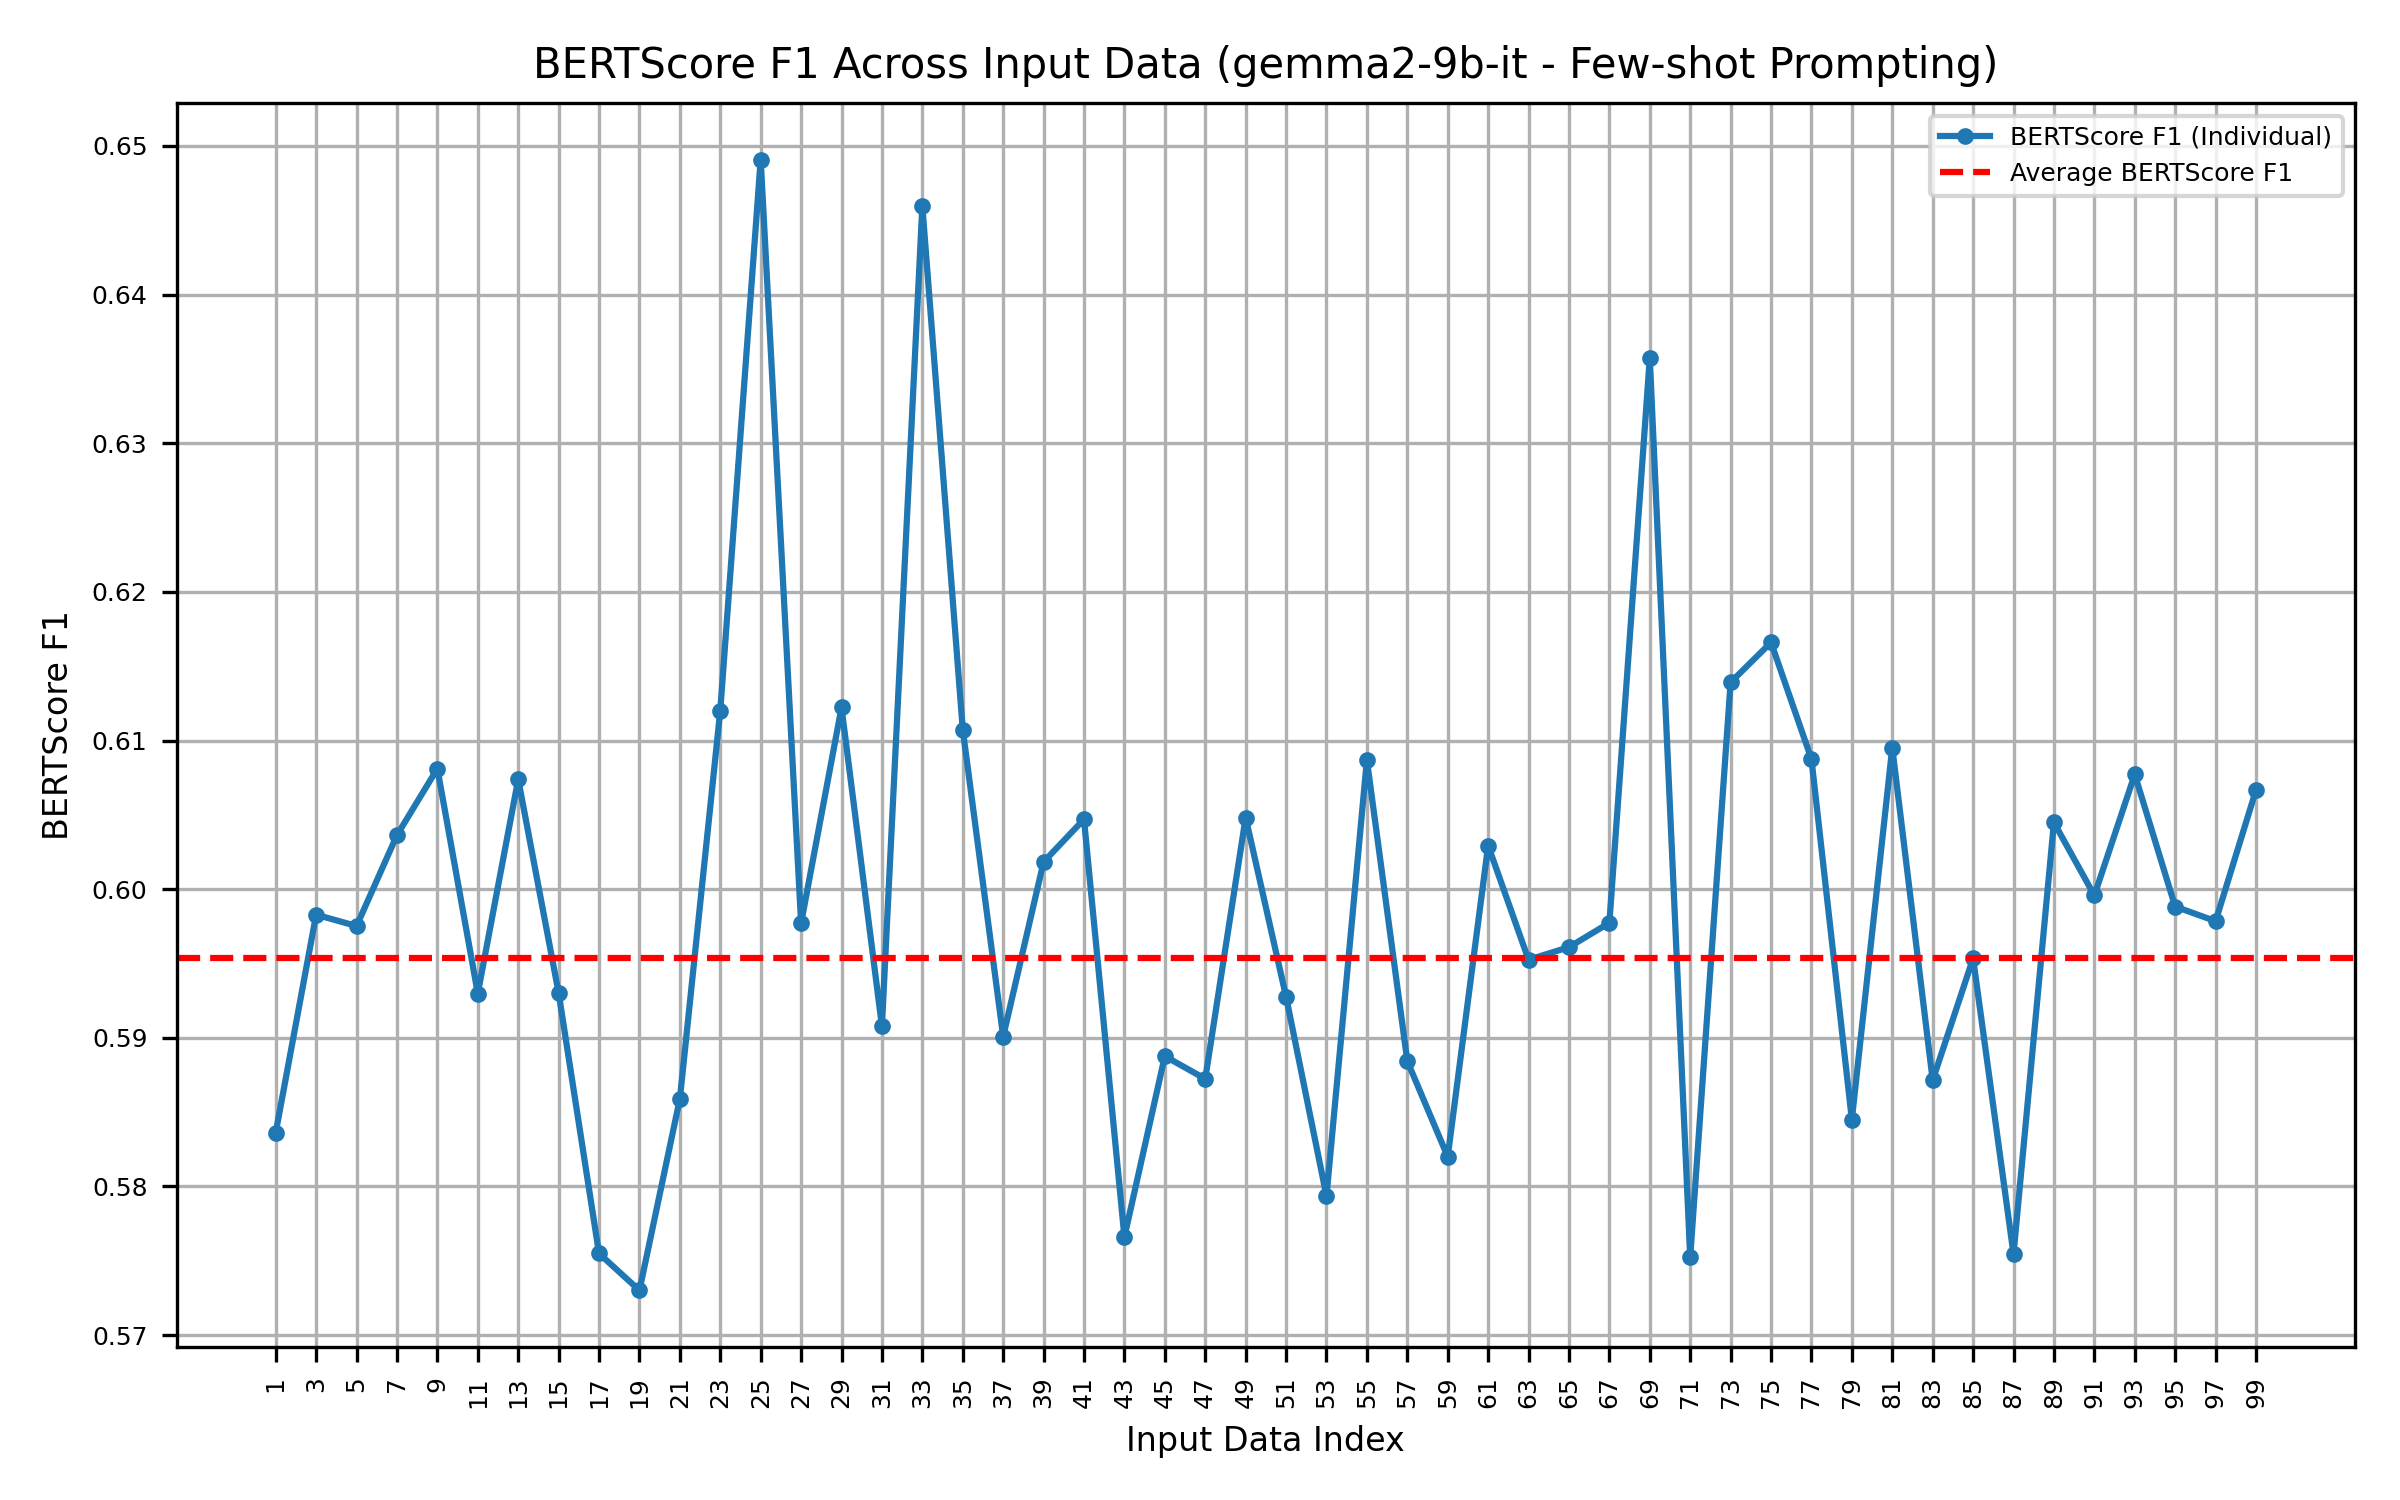 BERTScore F1 Across Input Data (gemma2-9b-it - Few-shot Prompting)
BERTScore F1 (Individual)
Average BERTScore F1
BERTScore F1
0.65
0.64
0.63
0.62
0.61
0.60
0.59
0.58
0.57
1 3 5 7 9 11 13 15 17 19 21 23 25 27 29 31 33 35 37 39 41 43 45 47 49 51 53 55 57 59 61 63 65 67 69 71 73 75 77 79 81 83 85 87 89 91 93 95 97 99
Input Data Index